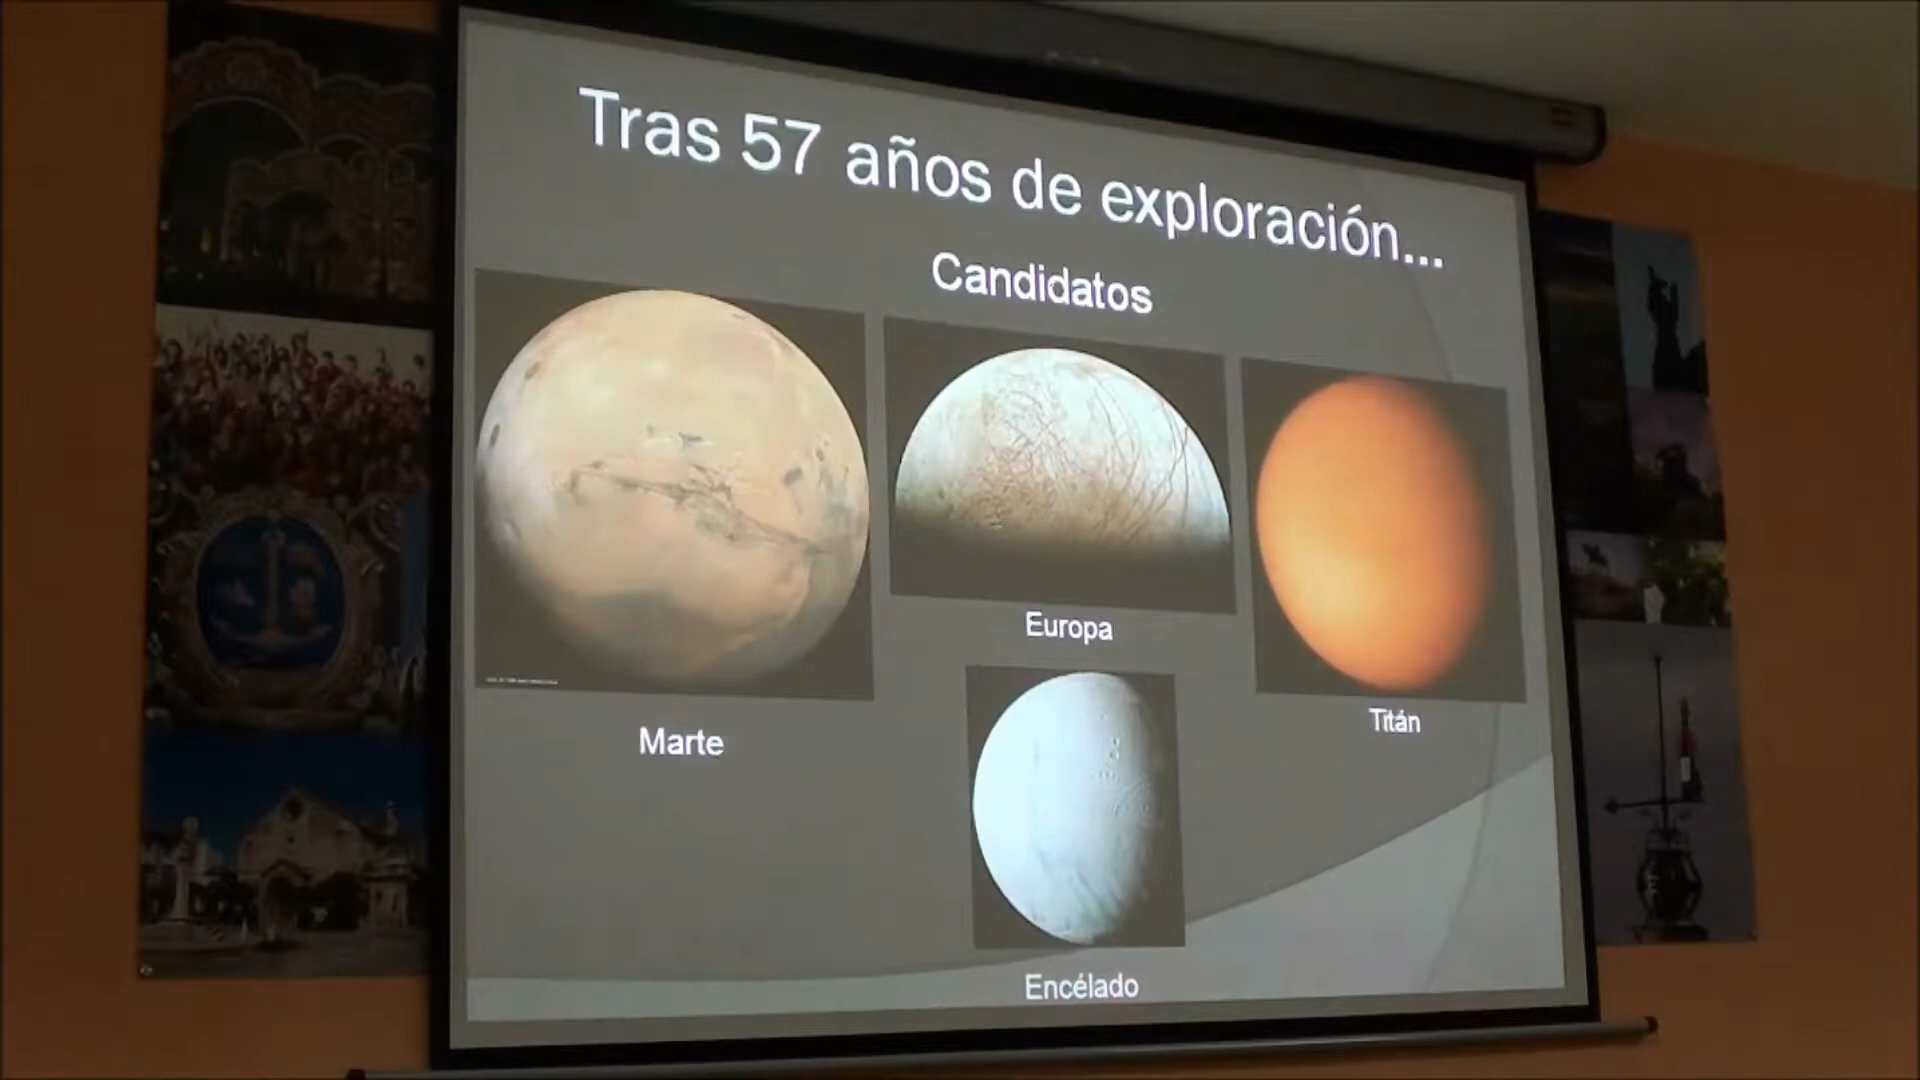 Tras 57 años de exploración...
Candidatos
Europa
Titán
Marte
Encélado